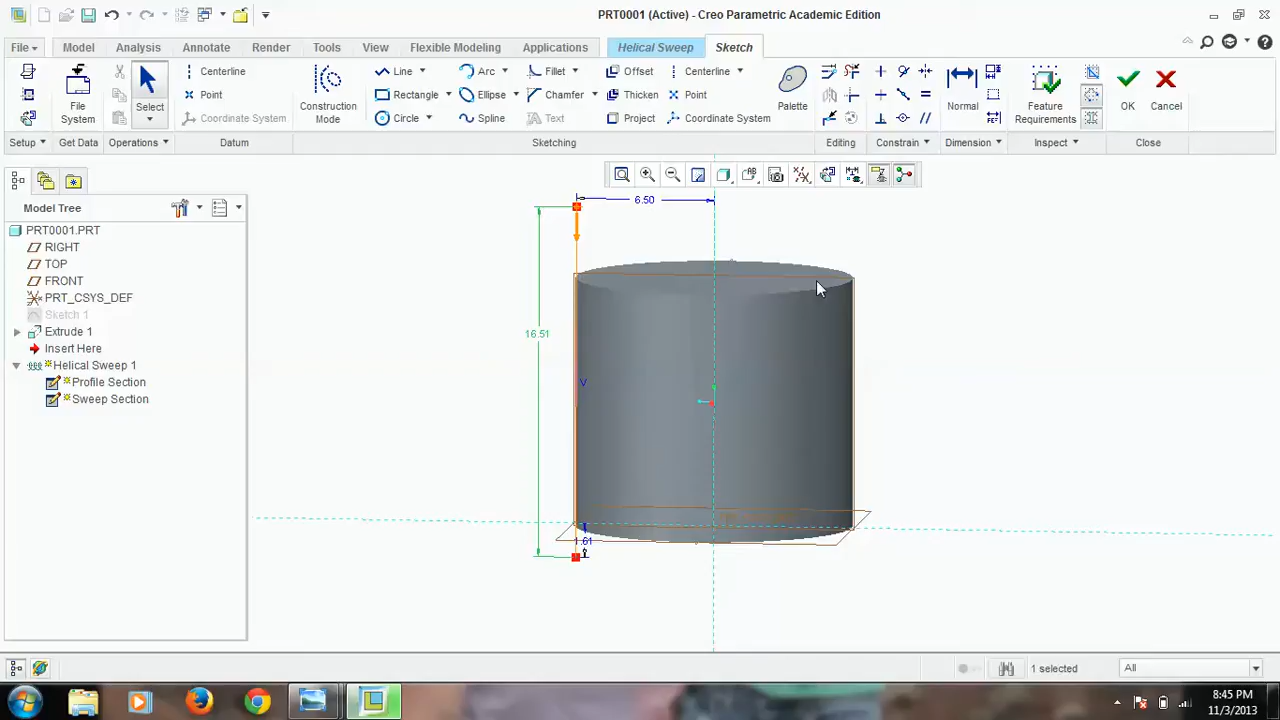 PRT0001 (Active) - Creo Parametric Academic Edition
File Model Analysis Annotate Render Tools View Flexible Modeling Applications Helical Sweep Sketch
Centerline Line Arc Fillet Offset Centerline
Point Rectangle Ellipse Chamfer Thicken Point
File System Select Coordinate System Construction Mode Circle Spline Text Project Coordinate System Palette Normal Feature Requirements OK Cancel
Setup Get Data Operations Datum Sketching Editing Constrain Dimension Inspect Close
Model Tree
PRT0001.PRT
RIGHT
TOP
FRONT
PRT_CSYS_DEF
Sketch 1
Extrude 1
Insert Here
Helical Sweep 1
Profile Section
Sweep Section
6.50
16.51
V
1.61
1 selected
All
8:45 PM
11/3/2013